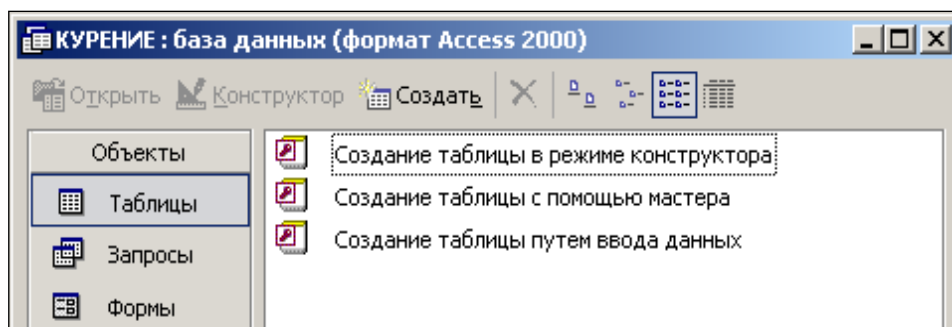 КУРЕНИЕ : база данных (формат Access 2000)
Открыть Конструктор Создать
Объекты
Таблицы
Запросы
Формы
Создание таблицы в режиме конструктора
Создание таблицы с помощью мастера
Создание таблицы путем ввода данных